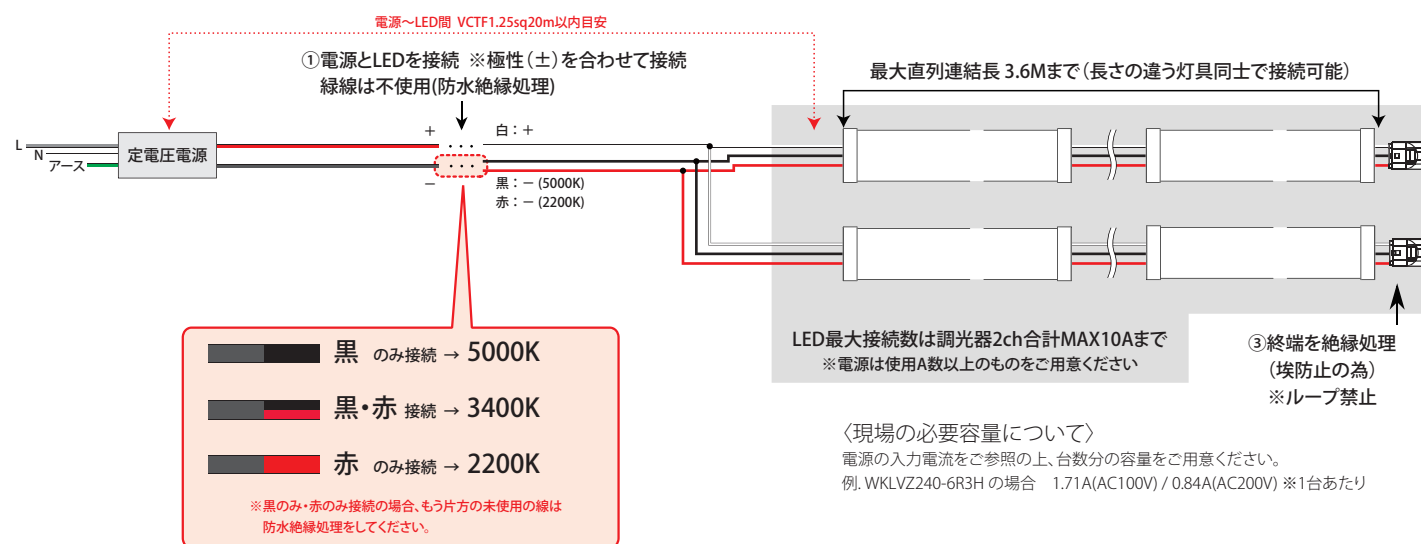 電源〜LED間 VCTF1.25sq20m以内目安
①電源とLEDを接続 ※極性(±)を合わせて接続
緑線は不使用(防水絶縁処理)
最大直列連結長 3.6Mまで(長さの違う灯具同士で接続可能)
L
N
アース
定電圧電源
+
−
白:+
黒:− (5000K)
赤:− (2200K)
黒 のみ接続 → 5000K
黒・赤 接続 → 3400K
赤 のみ接続 → 2200K
※黒のみ・赤のみ接続の場合、もう片方の未使用の線は
防水絶縁処理をしてください。
LED最大接続数は調光器2ch合計MAX10Aまで
※電源は使用A数以上のものをご用意ください
③終端を絶縁処理
(埃防止の為)
※ループ禁止
〈現場の必要容量について〉
電源の入力電流をご参照の上、台数分の容量をご用意ください。
例. WKLVZ240-6R3H の場合 1.71A(AC100V) / 0.84A(AC200V) ※1台あたり